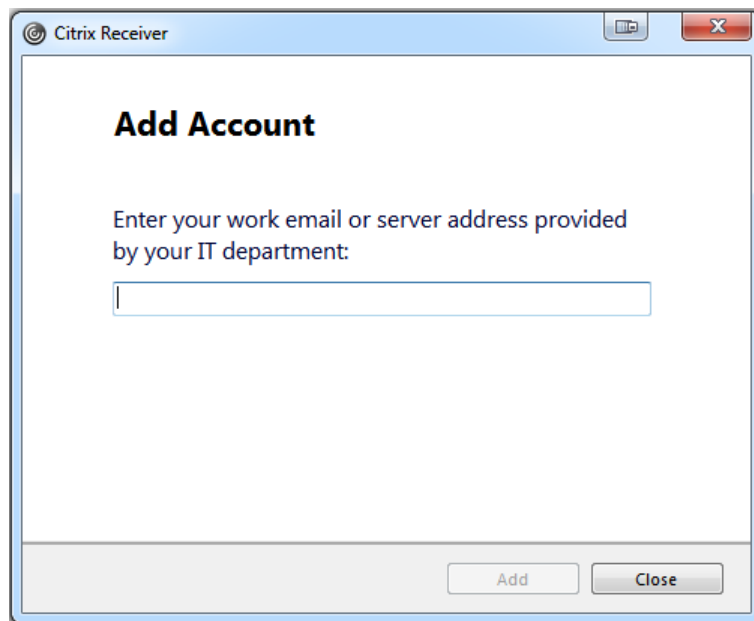 Citrix Receiver
Add Account
Enter your work email or server address provided
by your IT department:
Add
Close